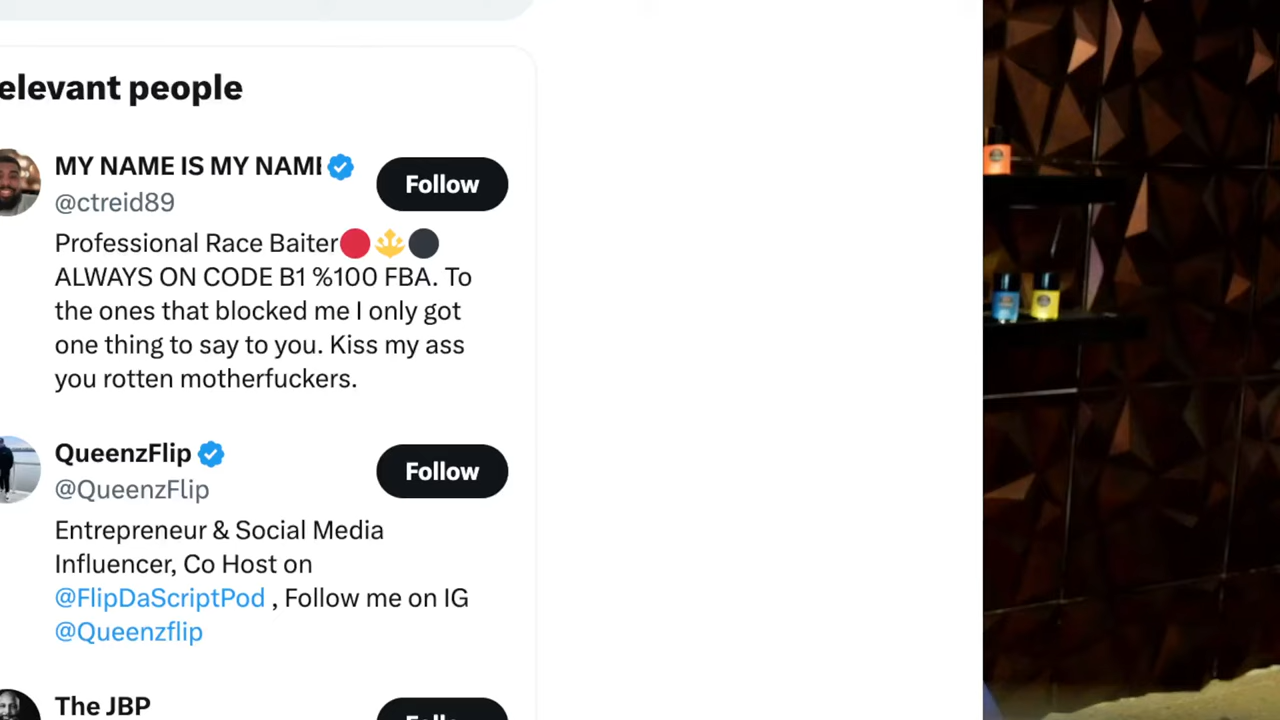 elevant people
MY NAME IS MY NAME
Follow
@ctreid89
Professional Race Baiter🔴🔱⚫
ALWAYS ON CODE B1 %100 FBA. To
the ones that blocked me I only got
one thing to say to you. Kiss my ass
you rotten motherfuckers.
QueenzFlip
Follow
@QueenzFlip
Entrepreneur & Social Media
Influencer, Co Host on
@FlipDaScriptPod , Follow me on IG
@Queenzflip
The JBP
Follow